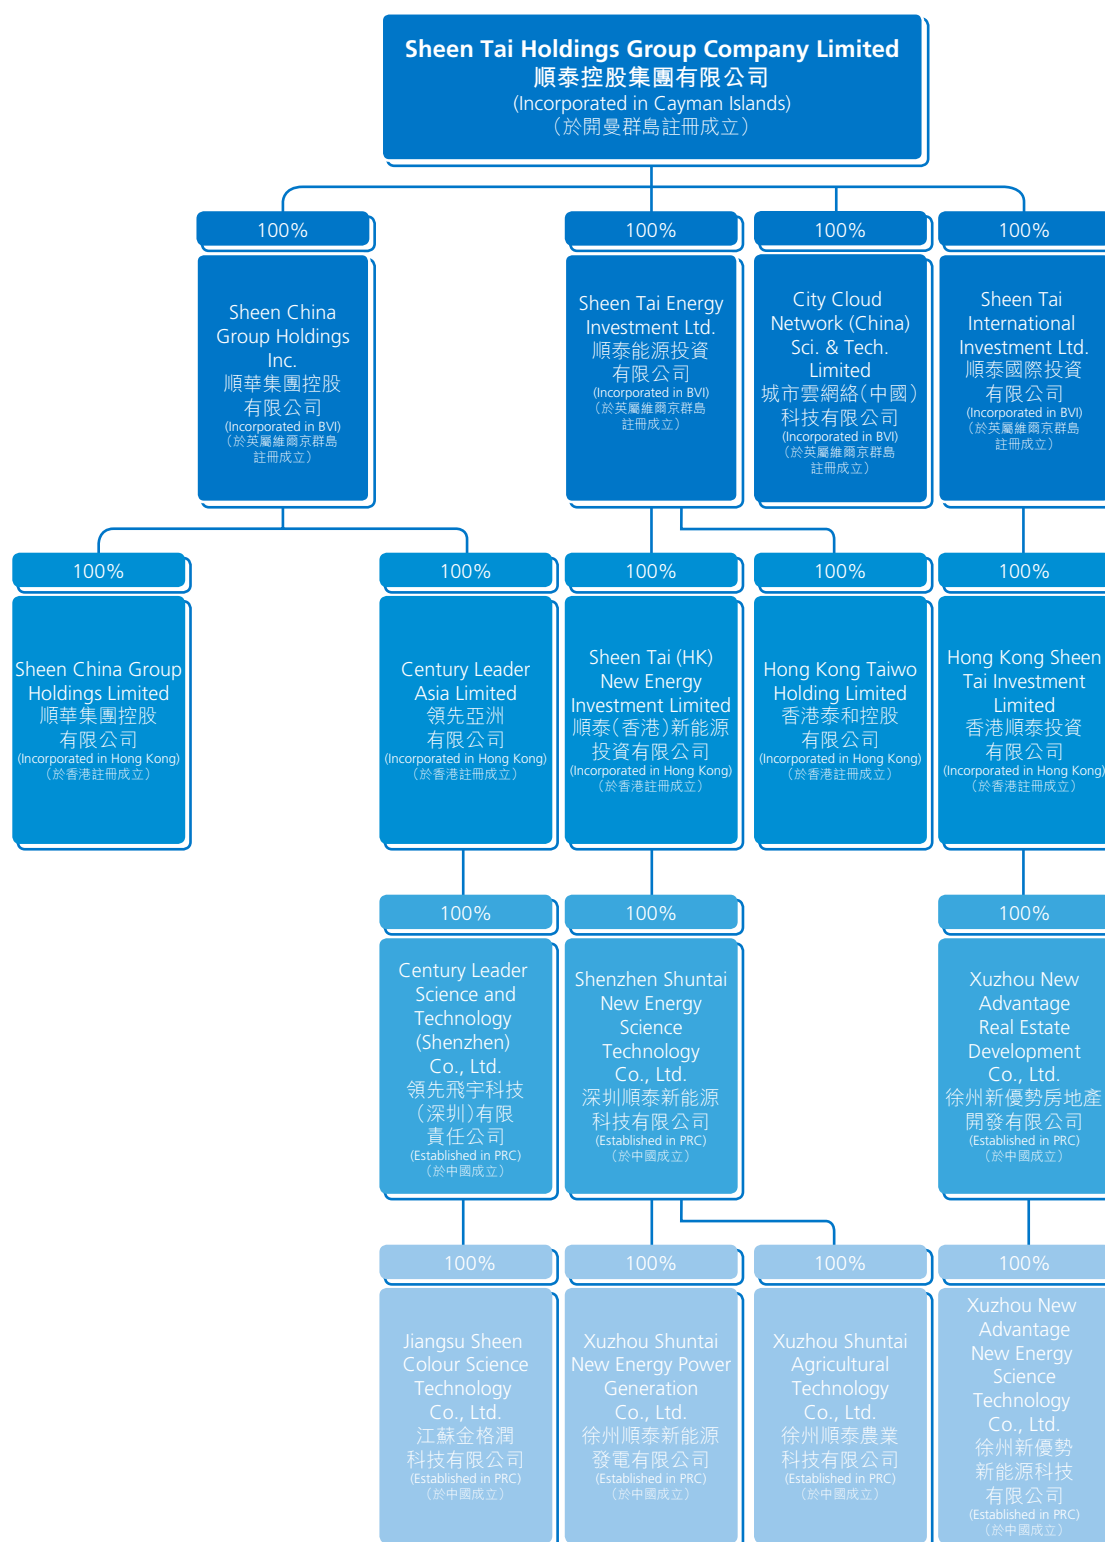 Sheen Tai Holdings Group Company Limited
順泰控股集團有限公司
(Incorporated in Cayman Islands)
（於開曼群島註冊成立）
100%
100%
100%
100%
Sheen China
Group Holdings
Inc.
順華集團控股
有限公司
(Incorporated in BVI)
（於英屬維爾京群島
註冊成立）
Sheen Tai Energy
Investment Ltd.
順泰能源投資
有限公司
(Incorporated in BVI)
（於英屬維爾京群島
註冊成立）
City Cloud
Network (China)
Sci. & Tech.
Limited
城市雲網絡（中國）
科技有限公司
(Incorporated in BVI)
（於英屬維爾京群島
註冊成立）
Sheen Tai
International
Investment Ltd.
順泰國際投資
有限公司
(Incorporated in BVI)
（於英屬維爾京群島
註冊成立）
100%
100%
100%
100%
100%
Sheen China Group
Holdings Limited
順華集團控股
有限公司
(Incorporated in Hong Kong)
（於香港註冊成立）
Century Leader
Asia Limited
領先亞洲
有限公司
(Incorporated in Hong Kong)
（於香港註冊成立）
Sheen Tai (HK)
New Energy
Investment Limited
順泰（香港）新能源
投資有限公司
(Incorporated in Hong Kong)
（於香港註冊成立）
Hong Kong Taiwo
Holding Limited
香港泰和控股
有限公司
(Incorporated in Hong Kong)
（於香港註冊成立）
Hong Kong Sheen
Tai Investment
Limited
香港順泰投資
有限公司
(Incorporated in Hong Kong)
（於香港註冊成立）
100%
100%
100%
Century Leader
Science and
Technology
(Shenzhen)
Co., Ltd.
領先飛宇科技
（深圳）有限
責任公司
(Established in PRC)
（於中國成立）
Shenzhen Shuntai
New Energy
Science
Technology
Co., Ltd.
深圳順泰新能源
科技有限公司
(Established in PRC)
（於中國成立）
Xuzhou New
Advantage
Real Estate
Development
Co., Ltd.
徐州新優勢房地產
開發有限公司
(Established in PRC)
（於中國成立）
100%
100%
100%
100%
Jiangsu Sheen
Colour Science
Technology
Co., Ltd.
江蘇金格潤
科技有限公司
(Established in PRC)
（於中國成立）
Xuzhou Shuntai
New Energy Power
Generation
Co., Ltd.
徐州順泰新能源
發電有限公司
(Established in PRC)
（於中國成立）
Xuzhou Shuntai
Agricultural
Technology
Co., Ltd.
徐州順泰農業
科技有限公司
(Established in PRC)
（於中國成立）
Xuzhou New
Advantage
New Energy
Science
Technology
Co., Ltd.
徐州新優勢
新能源科技
有限公司
(Established in PRC)
（於中國成立）